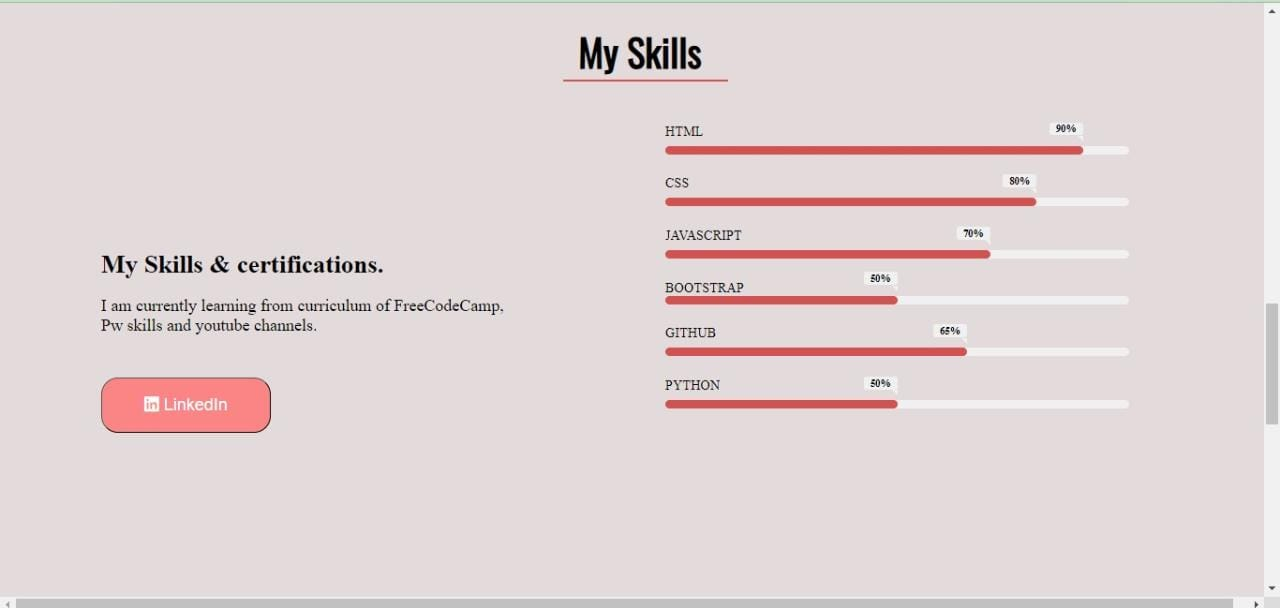 My Skills
My Skills & certifications.
I am currently learning from curriculum of FreeCodeCamp,
Pw skills and youtube channels.
LinkedIn
HTML 90%
CSS 80%
JAVASCRIPT 70%
BOOTSTRAP 50%
GITHUB 65%
PYTHON 50%